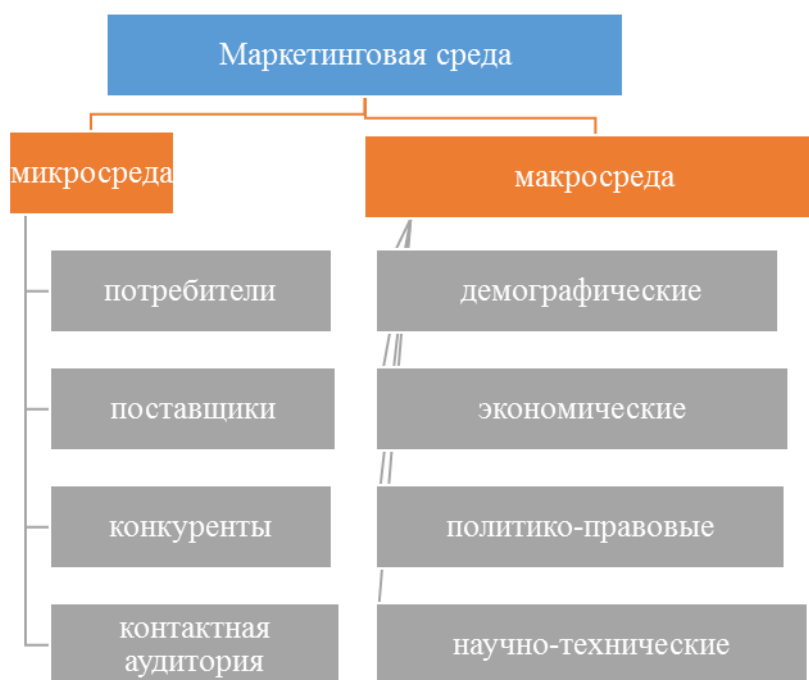 Маркетинговая среда
микросреда
макросреда
потребители
демографические
поставщики
экономические
конкуренты
политико-правовые
контактная
аудитория
научно-технические